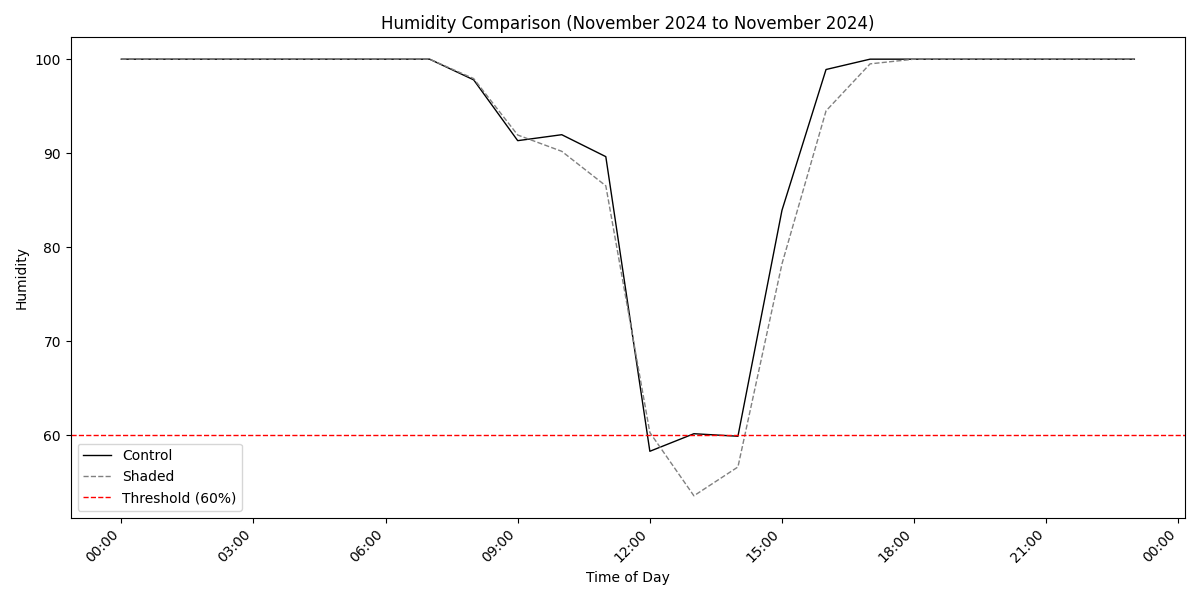 Humidity Comparison (November 2024 to November 2024)
Humidity
100
90
80
70
60
Control
Shaded
Threshold (60%)
00:00
03:00
06:00
09:00
12:00
15:00
18:00
21:00
00:00
Time of Day